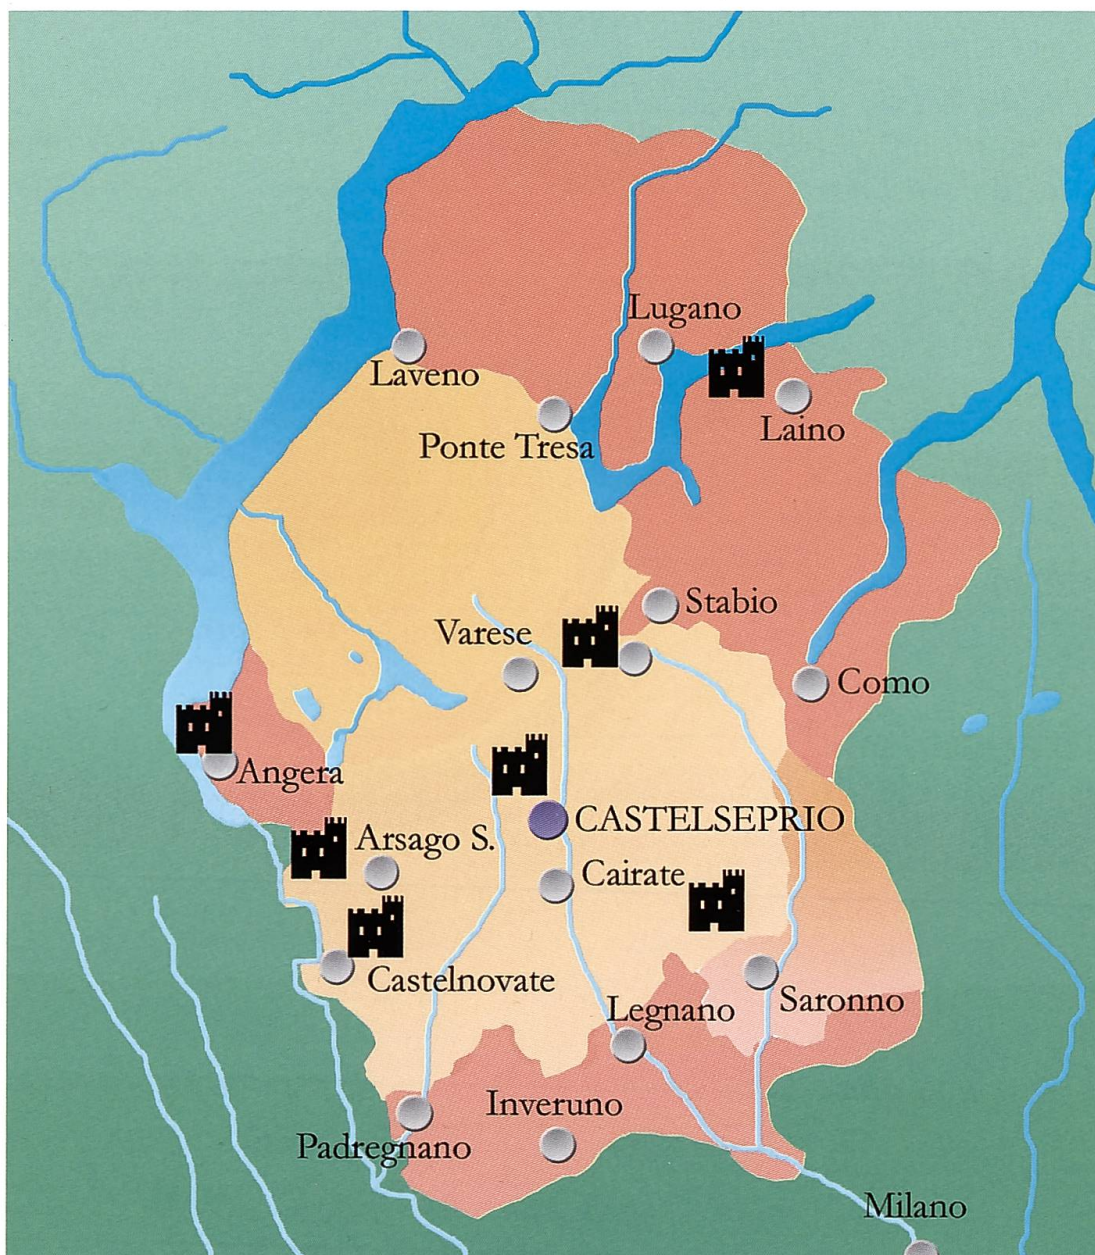 Lugano
Laveno
Laino
Ponte Tresa
Stabio
Varese
Como
Angera
CASTELSEPRIO
Arsago S.
Cairate
Castelnovate
Saronno
Legnano
Inveruno
Padregnano
Milano